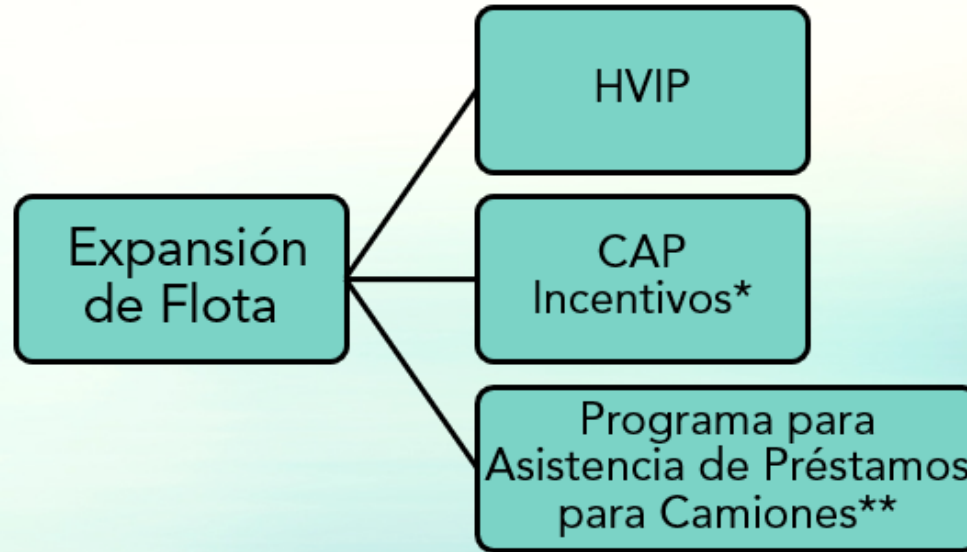 HVIP
Expansión
de Flota
CAP
Incentivos*
Programa para
Asistencia de Préstamos
para Camiones**